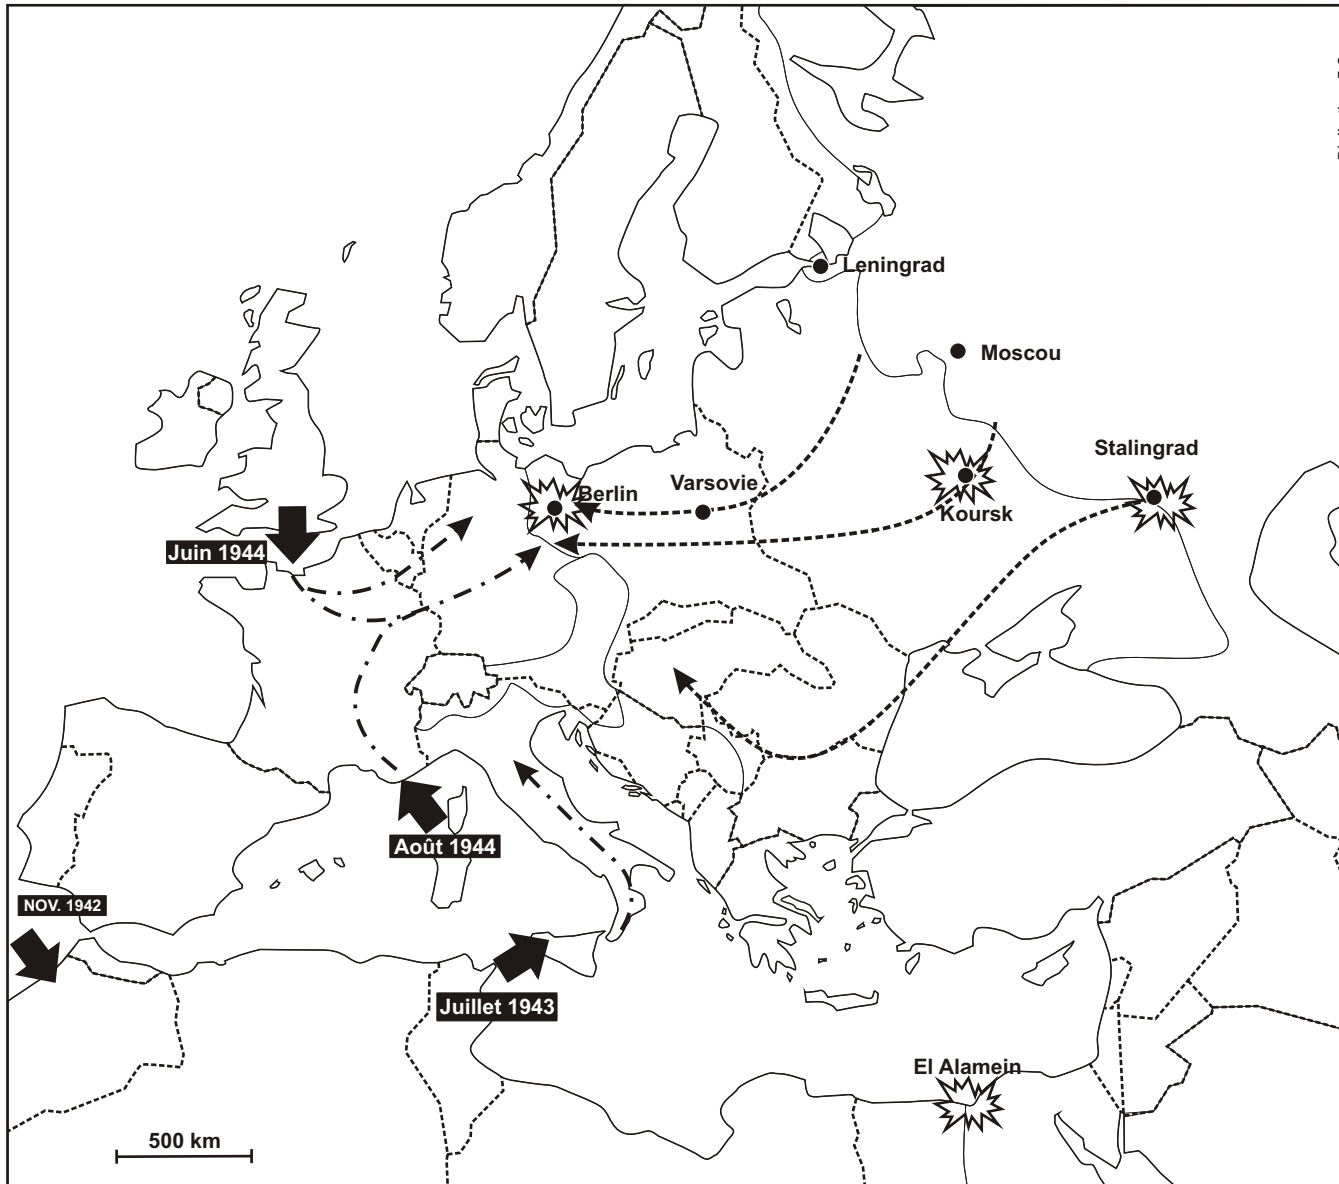 Leningrad
Moscou
Stalingrad
Berlin
Varsovie
Koursk
Juin 1944
Août 1944
NOV. 1942
Juillet 1943
El Alamein
500 km